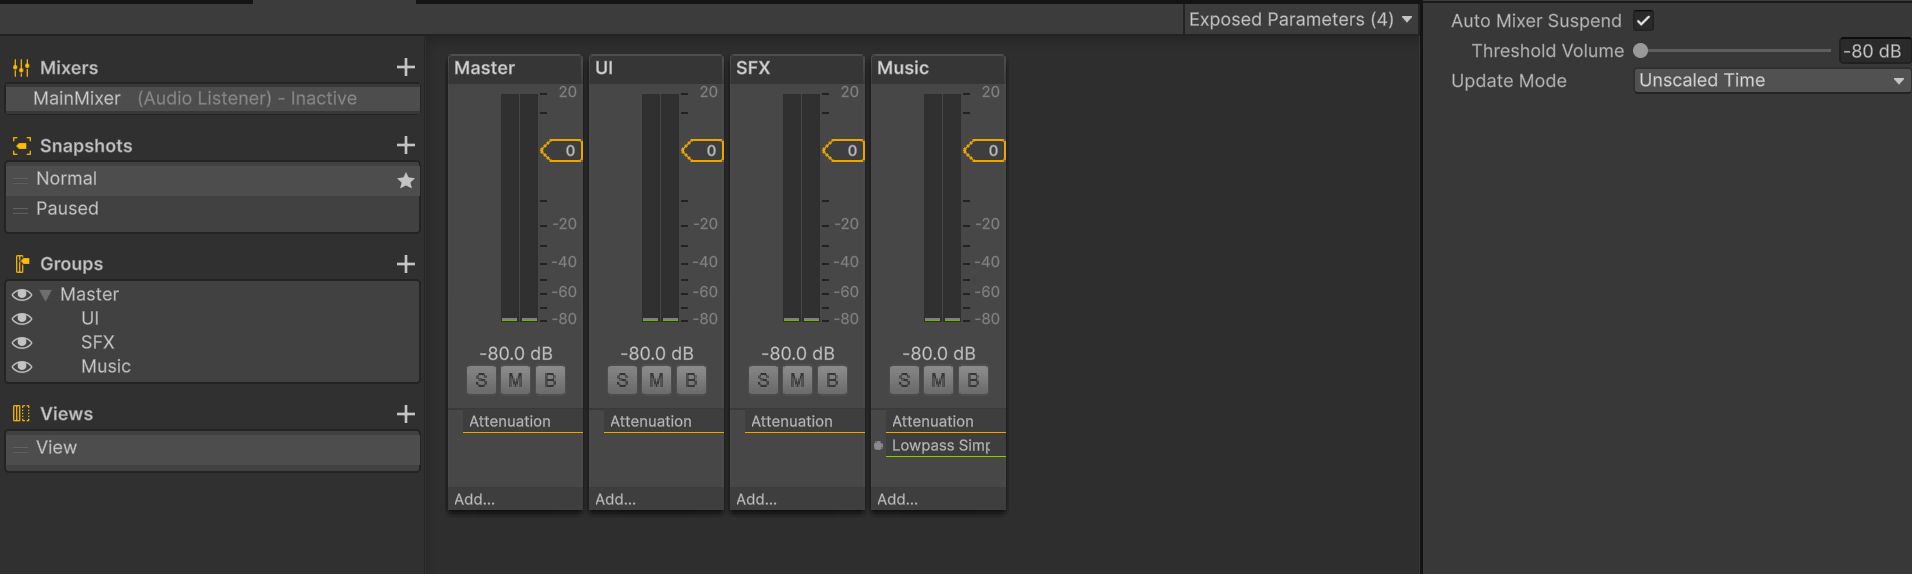 Exposed Parameters (4)
Mixers
MainMixer (Audio Listener) - Inactive
Snapshots
Normal
Paused
Groups
Master
UI
SFX
Music
Views
View
Master
20
0
-20
-40
-60
-80
-80.0 dB
S M B
Attenuation
Add...
UI
20
0
-20
-40
-60
-80
-80.0 dB
S M B
Attenuation
Add...
SFX
20
0
-20
-40
-60
-80
-80.0 dB
S M B
Attenuation
Add...
Music
20
0
-20
-40
-60
-80
-80.0 dB
S M B
Attenuation
Lowpass Simp
Add...
Auto Mixer Suspend
Threshold Volume -80 dB
Update Mode Unscaled Time